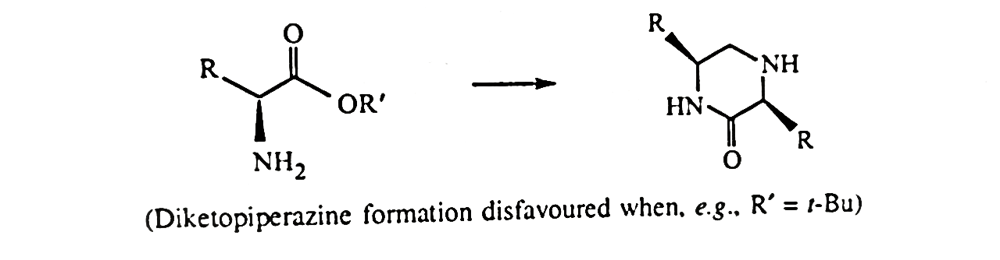 O
R
OR′
NH₂
R
NH
HN
R
O
(Diketopiperazine formation disfavoured when, e.g., R′ = t-Bu)